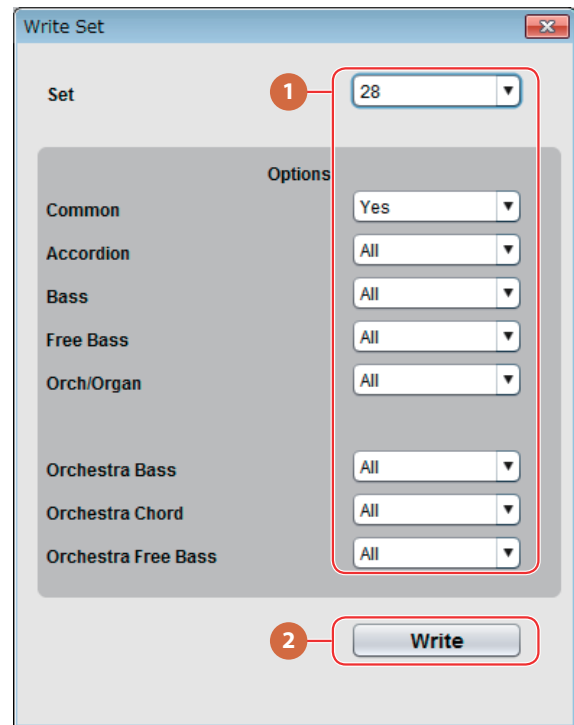 Write Set
Set 1 28
Options
Common Yes
Accordion All
Bass All
Free Bass All
Orch/Organ All
Orchestra Bass All
Orchestra Chord All
Orchestra Free Bass All
2 Write